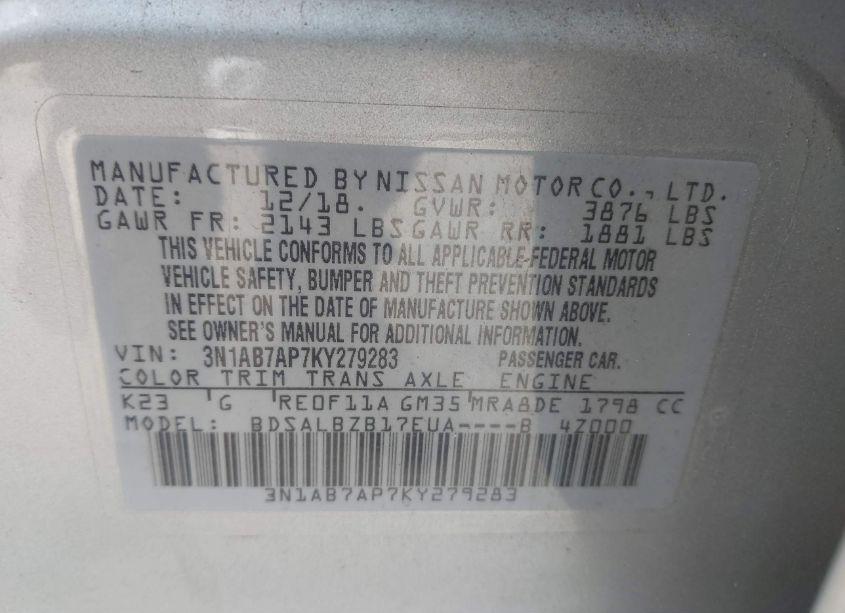 MANUFACTURED BY NISSAN MOTOR CO., LTD.
DATE: 12/18. GVWR: 3876 LBS
GAWR FR: 2143 LBS GAWR RR: 1881 LBS
THIS VEHICLE CONFORMS TO ALL APPLICABLE FEDERAL MOTOR
VEHICLE SAFETY, BUMPER AND THEFT PREVENTION STANDARDS
IN EFFECT ON THE DATE OF MANUFACTURE SHOWN ABOVE.
SEE OWNER'S MANUAL FOR ADDITIONAL INFORMATION.
VIN: 3N1AB7AP7KY279283 PASSENGER CAR.
COLOR TRIM TRANS AXLE ENGINE
K23 G RE0F11A GM35 MRA8DE 1798 CC
MODEL: BDSALBZB17EUA----B 4Z000
3N1AB7AP7KY279283